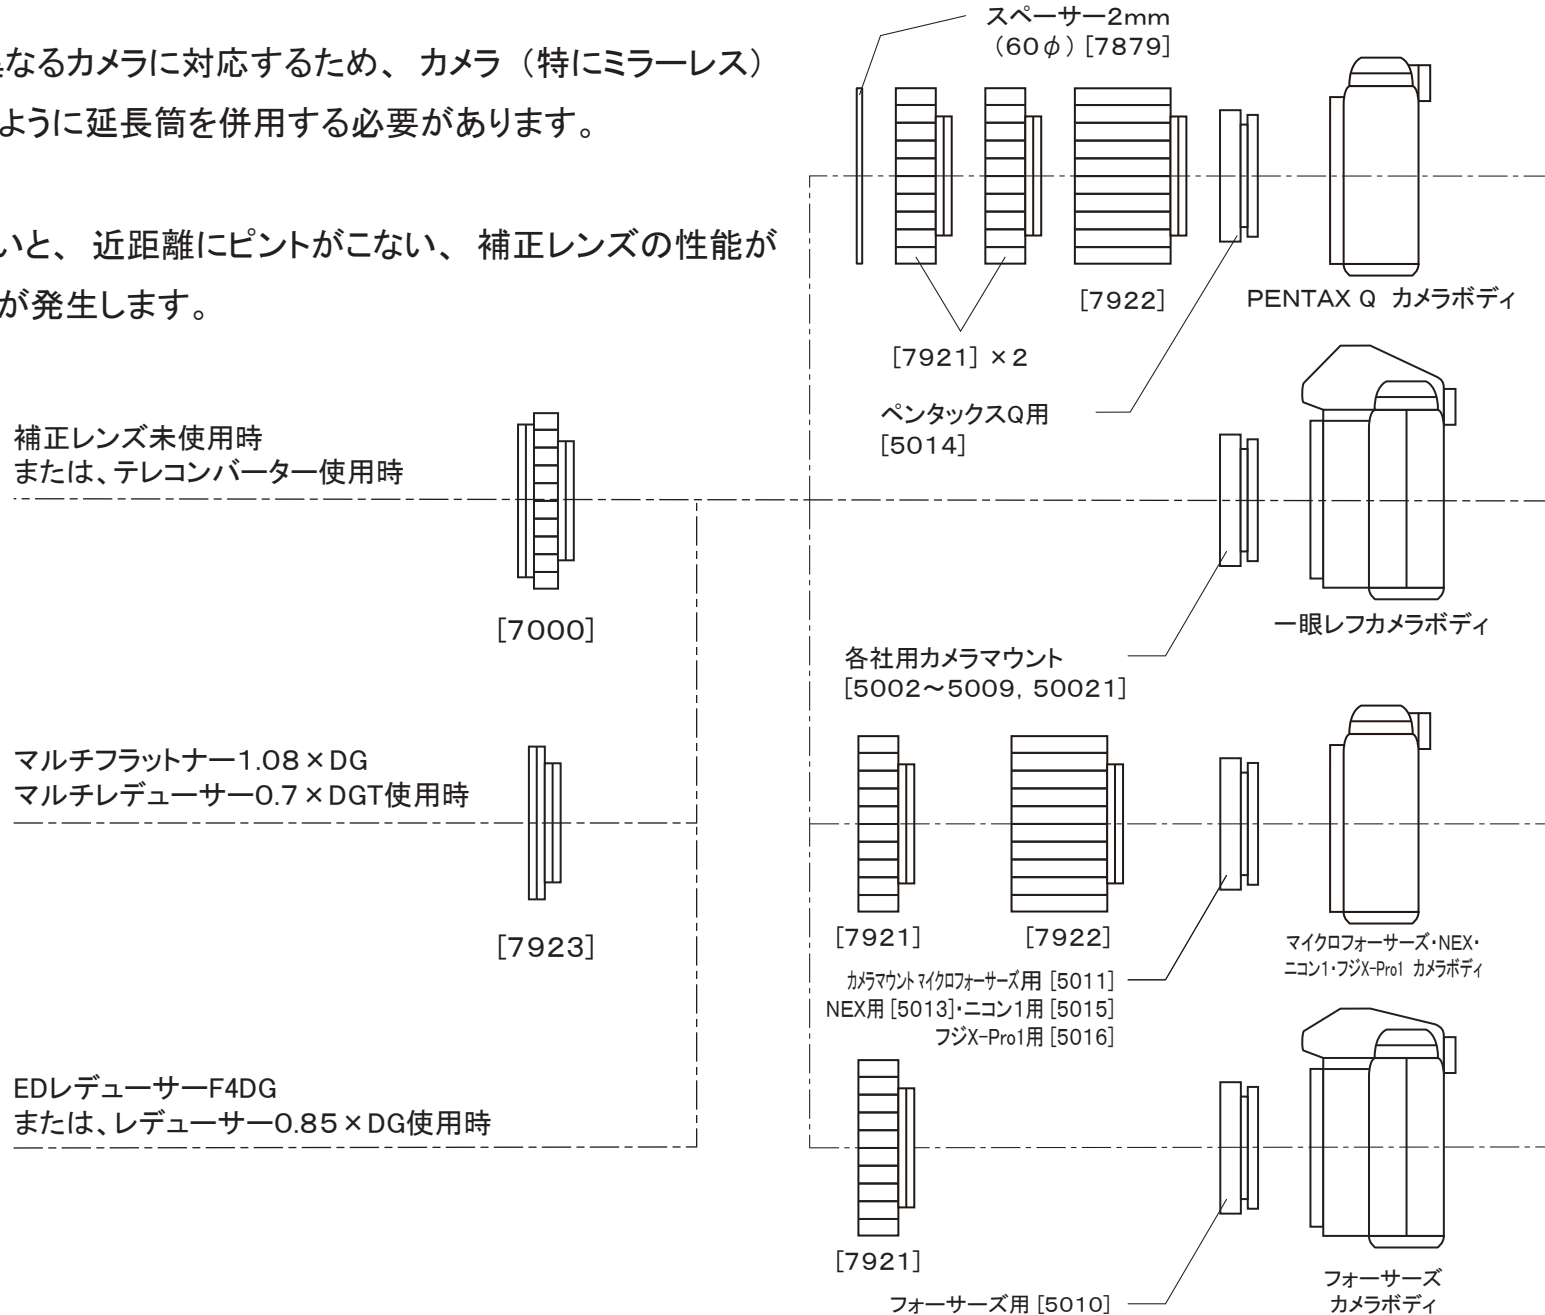 なるカメラに対応するため、カメラ（特にミラーレス）
ように延長筒を併用する必要があります。
いと、近距離にピントがこない、補正レンズの性能が
が発生します。
スペーサー2mm
（60φ）[7879]
[7922]
PENTAX Q カメラボディ
[7921]×2
ペンタックスQ用
[5014]
補正レンズ未使用時
または、テレコンバーター使用時
[7000]
一眼レフカメラボディ
各社用カメラマウント
[5002～5009, 50021]
マルチフラットナー1.08×DG
マルチレデューサー0.7×DGT使用時
[7923]
[7921]
[7922]
マイクロフォーサーズ・NEX・
ニコン1・フジX-Pro1 カメラボディ
カメラマウント マイクロフォーサーズ用 [5011]
NEX用 [5013]・ニコン1用 [5015]
フジX-Pro1用 [5016]
EDレデューサーF4DG
または、レデューサー0.85×DG使用時
[7921]
フォーサーズ用 [5010]
フォーサーズ
カメラボディ